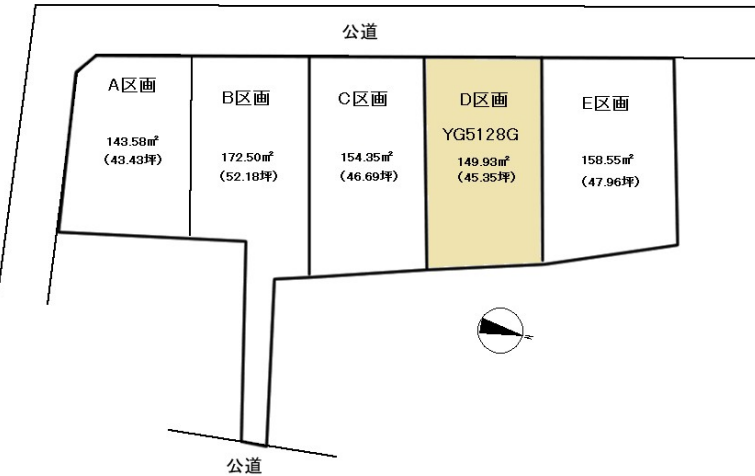 公道
A区画
143.58㎡
(43.43坪)
B区画
172.50㎡
(52.18坪)
C区画
154.35㎡
(46.69坪)
D区画
YG5128G
149.93㎡
(45.35坪)
E区画
158.55㎡
(47.96坪)
公道